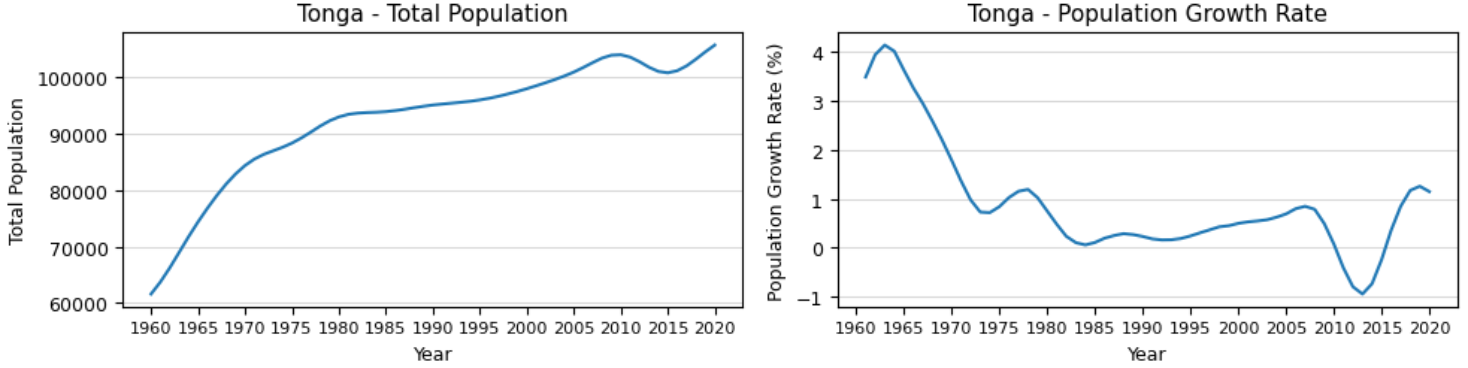 Tonga - Total Population
Total Population
100000
90000
80000
70000
60000
1960 1965 1970 1975 1980 1985 1990 1995 2000 2005 2010 2015 2020
Year
Tonga - Population Growth Rate
Population Growth Rate (%)
4
3
2
1
0
−1
1960 1965 1970 1975 1980 1985 1990 1995 2000 2005 2010 2015 2020
Year